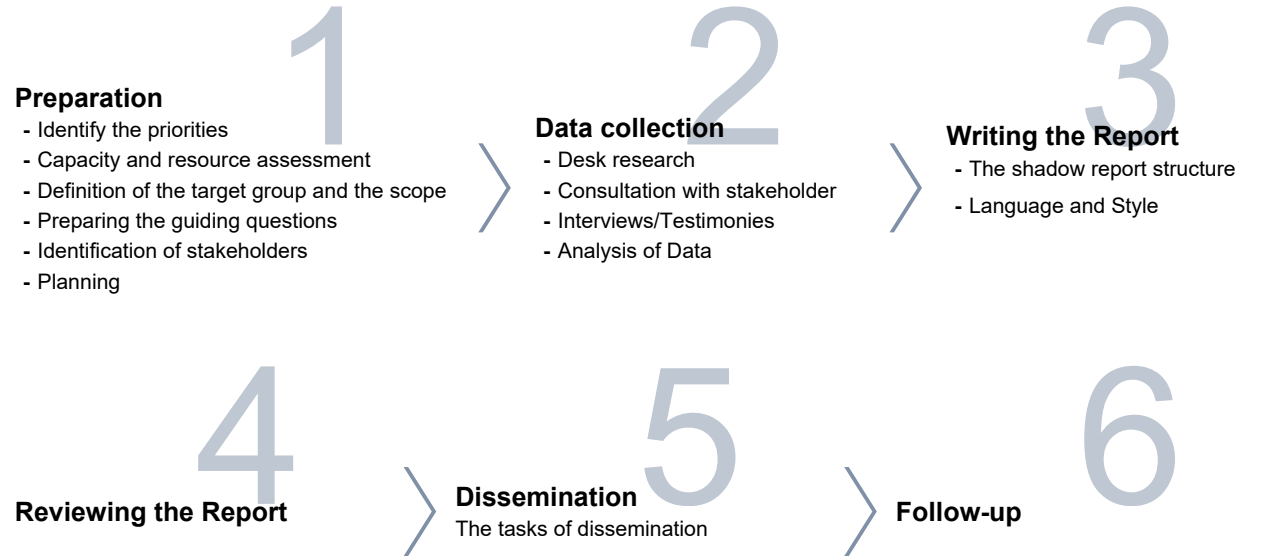 1
Preparation
- Identify the priorities
- Capacity and resource assessment
- Definition of the target group and the scope
- Preparing the guiding questions
- Identification of stakeholders
- Planning
2
Data collection
- Desk research
- Consultation with stakeholder
- Interviews/Testimonies
- Analysis of Data
3
Writing the Report
- The shadow report structure
- Language and Style
4
Reviewing the Report
5
Dissemination
The tasks of dissemination
6
Follow-up